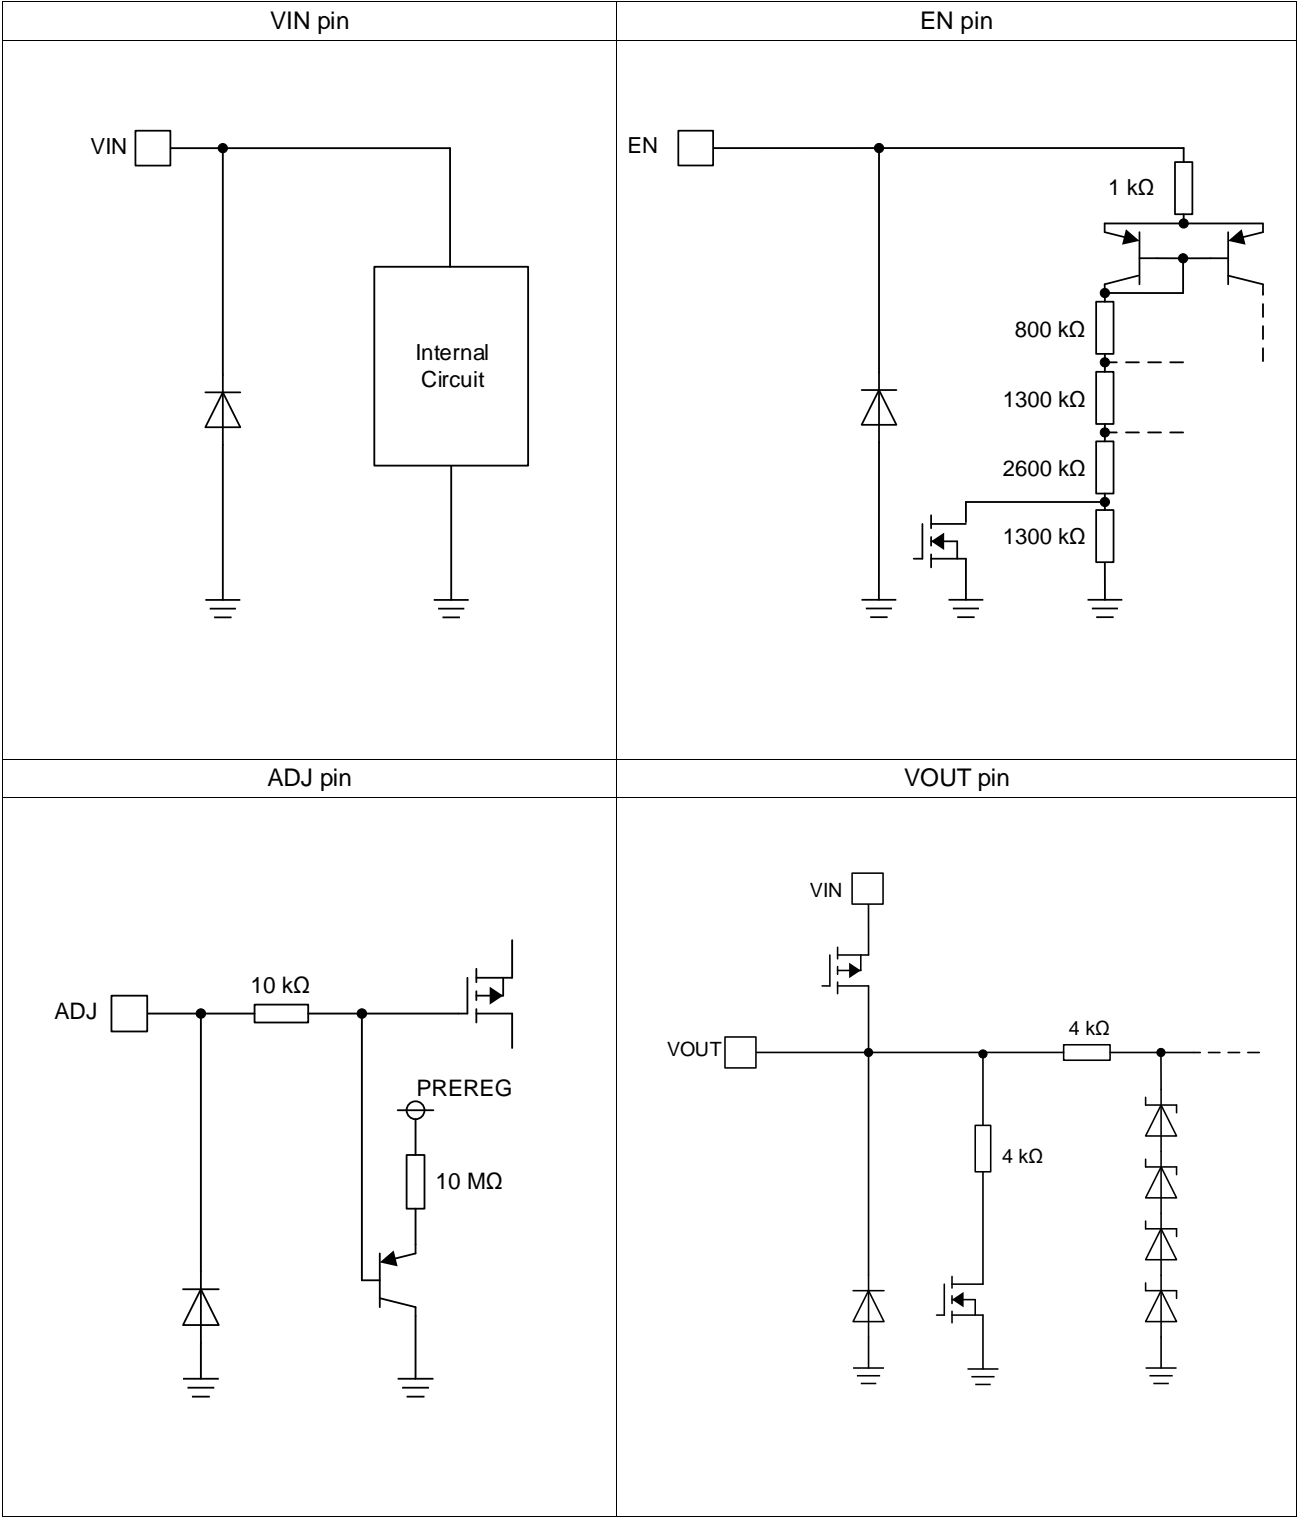 VIN pin
EN pin
VIN
Internal
Circuit
EN
1 kΩ
800 kΩ
1300 kΩ
2600 kΩ
1300 kΩ
ADJ pin
VOUT pin
ADJ
10 kΩ
PREREG
10 MΩ
VIN
VOUT
4 kΩ
4 kΩ